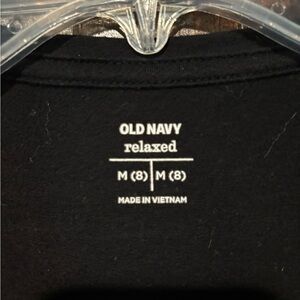 OLD NAVY
relaxed
M (8) | M (8)
MADE IN VIETNAM